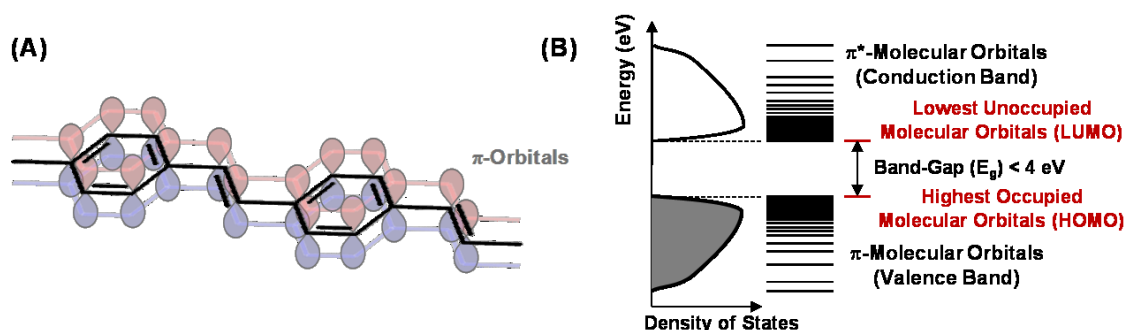 (A)
π-Orbitals
(B)
Energy (eV)
Density of States
π*-Molecular Orbitals
(Conduction Band)
Lowest Unoccupied
Molecular Orbitals (LUMO)
Band-Gap (Eg) < 4 eV
Highest Occupied
Molecular Orbitals (HOMO)
π-Molecular Orbitals
(Valence Band)